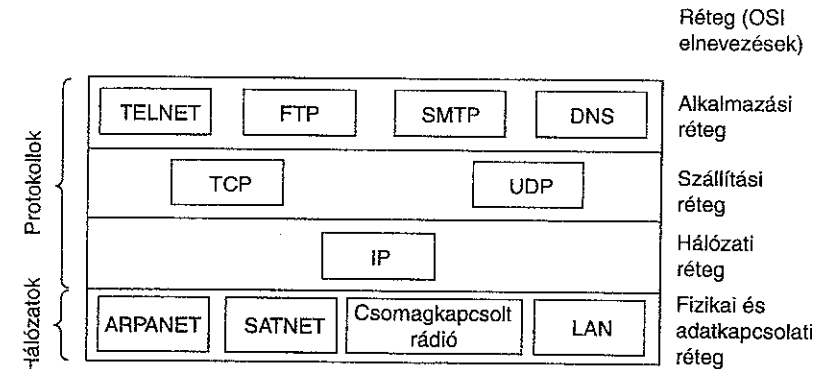 Réteg (OSI
elnevezések)
Protokollok
TELNET
FTP
SMTP
DNS
Alkalmazási
réteg
TCP
UDP
Szállítási
réteg
IP
Hálózati
réteg
Hálózatok
ARPANET
SATNET
Csomagkapcsolt
rádió
LAN
Fizikai és
adatkapcsolati
réteg